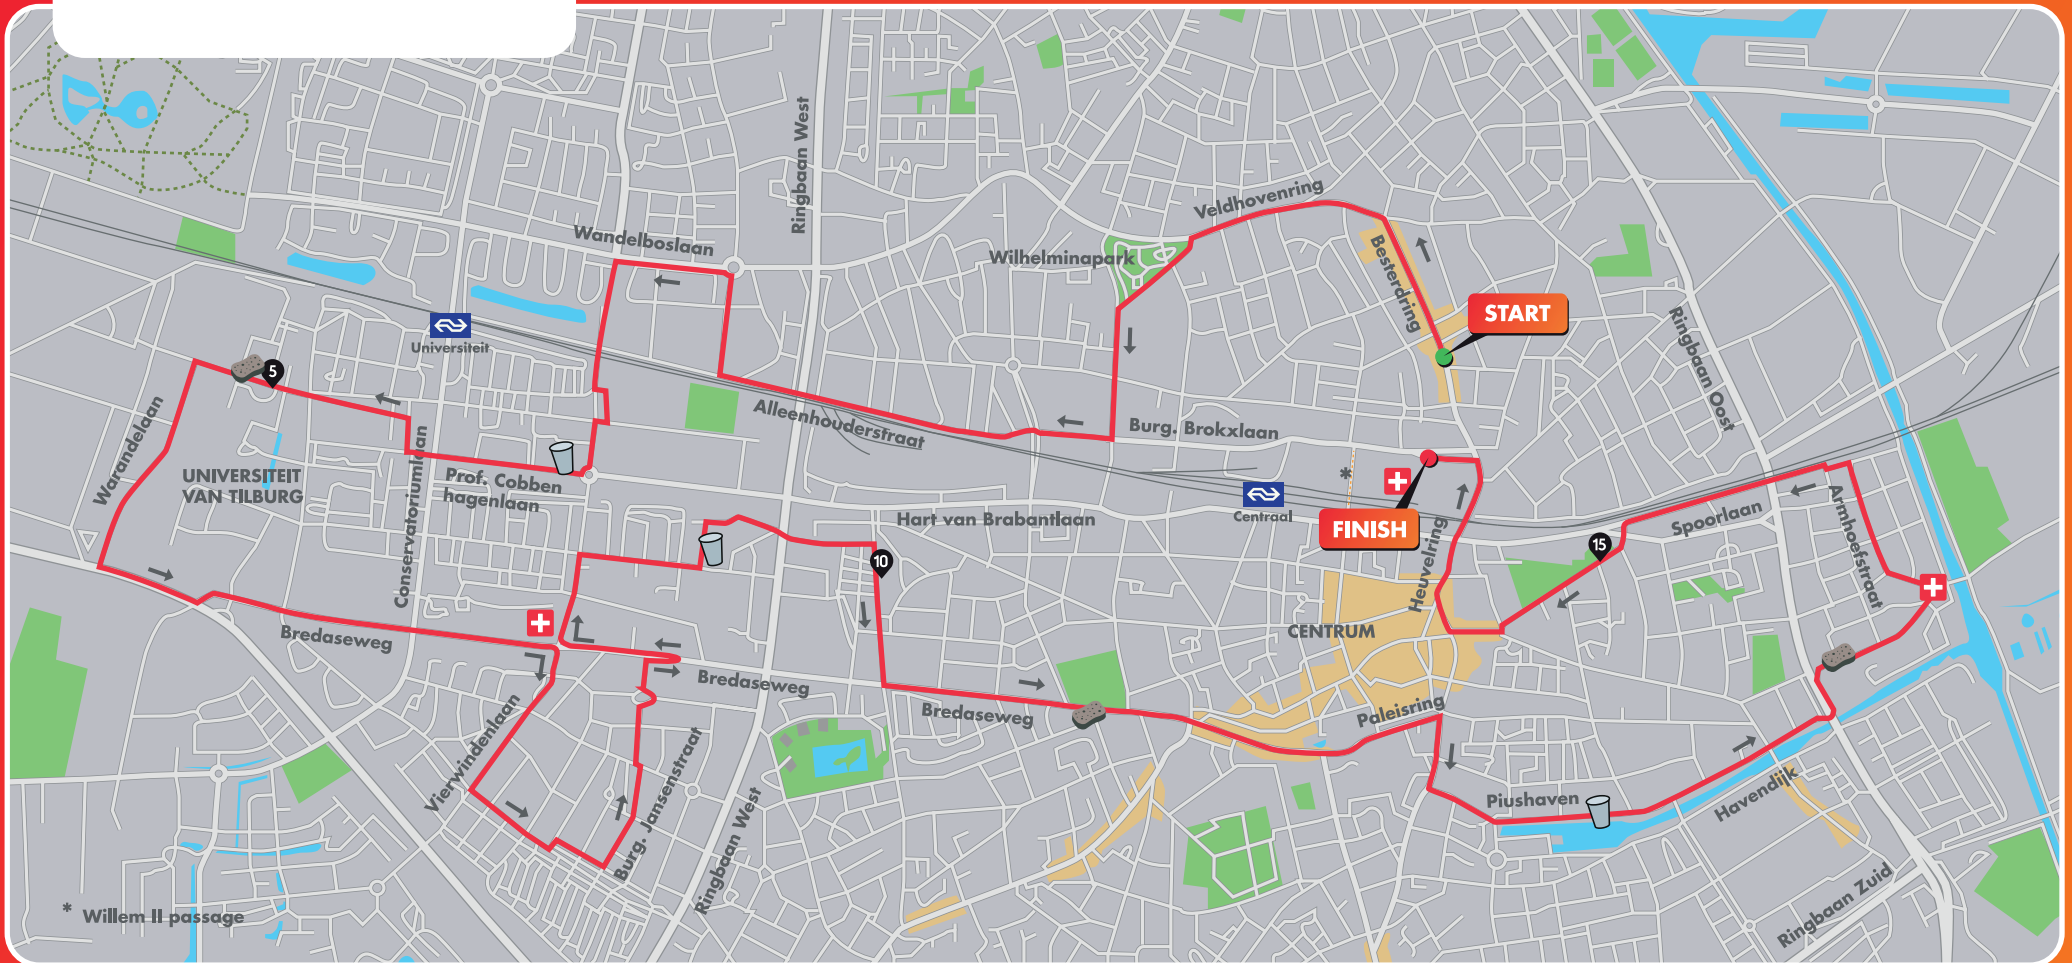 Ringbaan West
Wandelboslaan
Veldhovenring
Wilhelminapark
Besterdring
START
Ringbaan Oost
Universiteit
5
Alleenhouderstraat
Burg. Brokxlaan
Warandelaan
UNIVERSITEIT
VAN TILBURG
Conservatoriumlaan
Prof. Cobben
hagenlaan
*
Centraal
Hart van Brabantlaan
FINISH
Heuvelring
15
Spoorlaan
Armhoefstraat
10
Bredaseweg
CENTRUM
Bredaseweg
Bredaseweg
Paleisring
Vierwindenlaan
Burg. Jansenstraat
Ringbaan West
Piushaven
Havendijk
Ringbaan Zuid
* Willem II passage